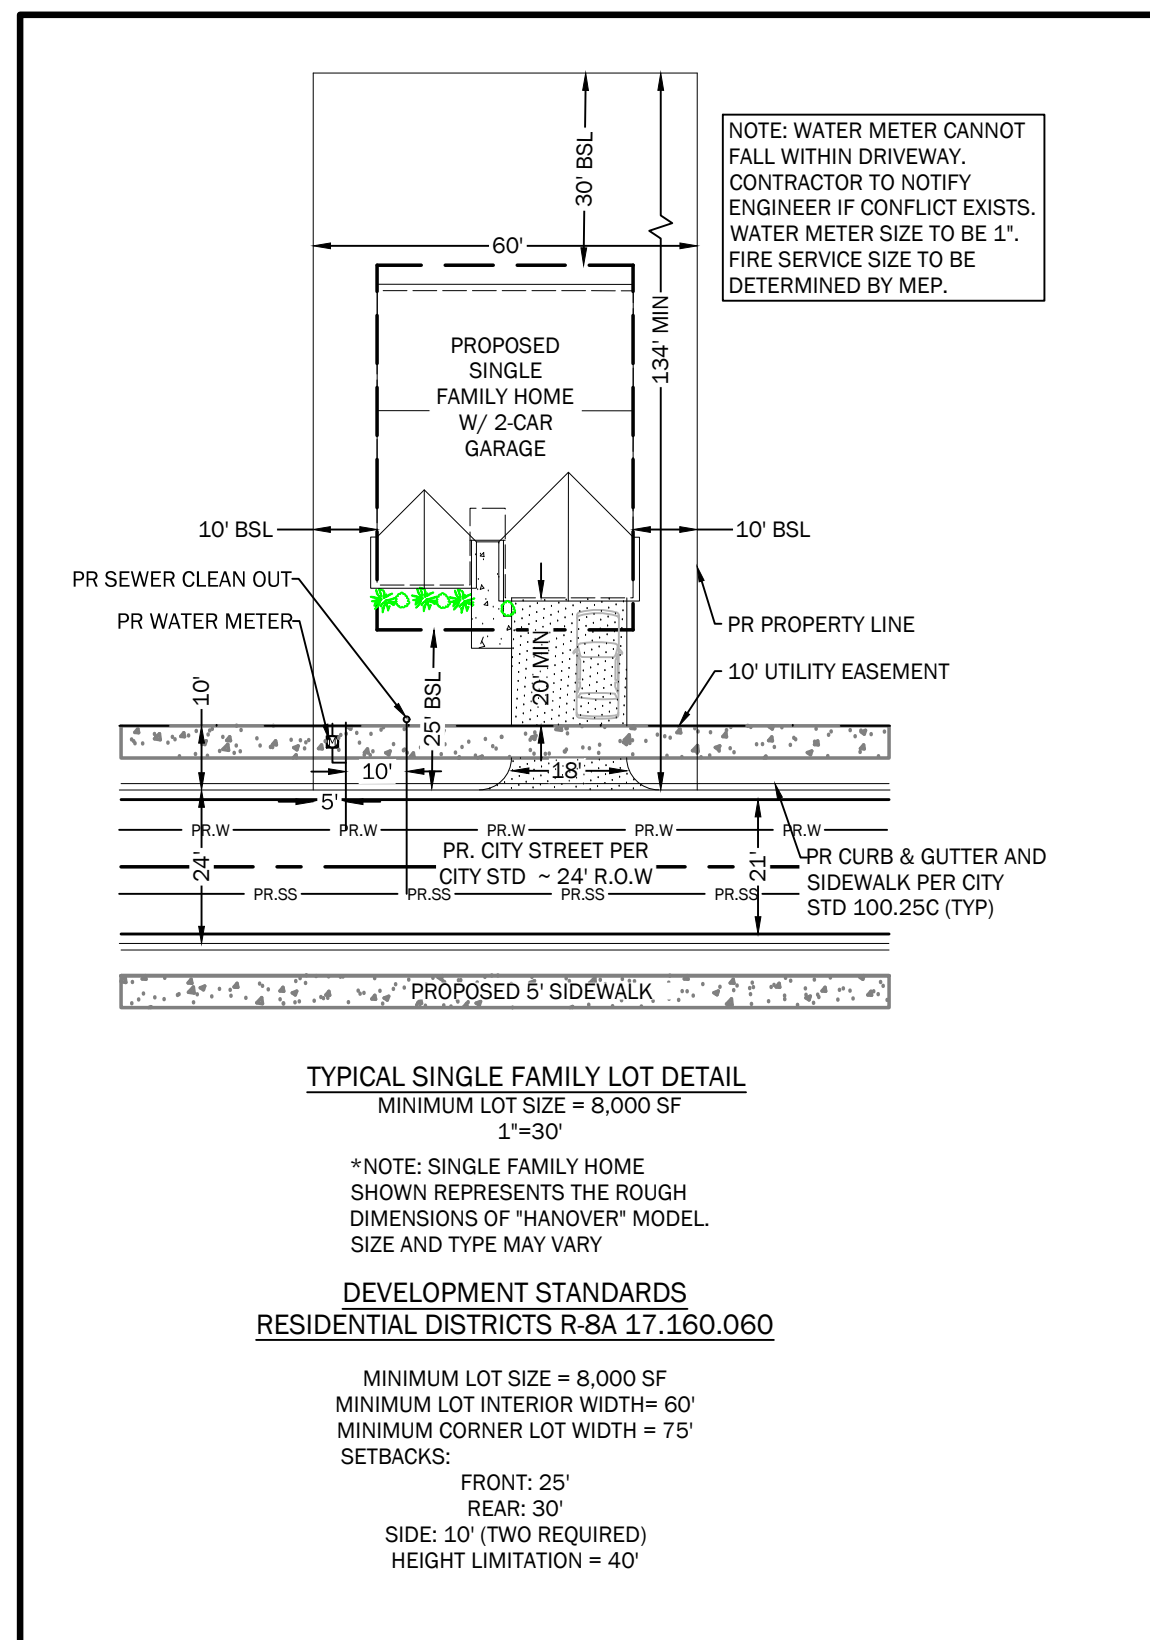 30' BSL
NOTE: WATER METER CANNOT
FALL WITHIN DRIVEWAY.
CONTRACTOR TO NOTIFY
ENGINEER IF CONFLICT EXISTS.
WATER METER SIZE TO BE 1".
FIRE SERVICE SIZE TO BE
DETERMINED BY MEP.
60'
134' MIN
PROPOSED
SINGLE
FAMILY HOME
W/ 2-CAR
GARAGE
10' BSL
10' BSL
PR SEWER CLEAN OUT
PR WATER METER
PR PROPERTY LINE
20' MIN
10' UTILITY EASEMENT
10'
25' BSL
M
10'
18'
5'
PR.W PR.W PR.W PR.W PR.W
24'
PR. CITY STREET PER
CITY STD ~ 24' R.O.W
21'
PR CURB & GUTTER AND
SIDEWALK PER CITY
STD 100.25C (TYP)
PR.SS PR.SS PR.SS PR.SS
PROPOSED 5' SIDEWALK
TYPICAL SINGLE FAMILY LOT DETAIL
MINIMUM LOT SIZE = 8,000 SF
1"=30'
*NOTE: SINGLE FAMILY HOME
SHOWN REPRESENTS THE ROUGH
DIMENSIONS OF "HANOVER" MODEL.
SIZE AND TYPE MAY VARY
DEVELOPMENT STANDARDS
RESIDENTIAL DISTRICTS R-8A 17.160.060
MINIMUM LOT SIZE = 8,000 SF
MINIMUM LOT INTERIOR WIDTH= 60'
MINIMUM CORNER LOT WIDTH = 75'
SETBACKS:
FRONT: 25'
REAR: 30'
SIDE: 10' (TWO REQUIRED)
HEIGHT LIMITATION = 40'